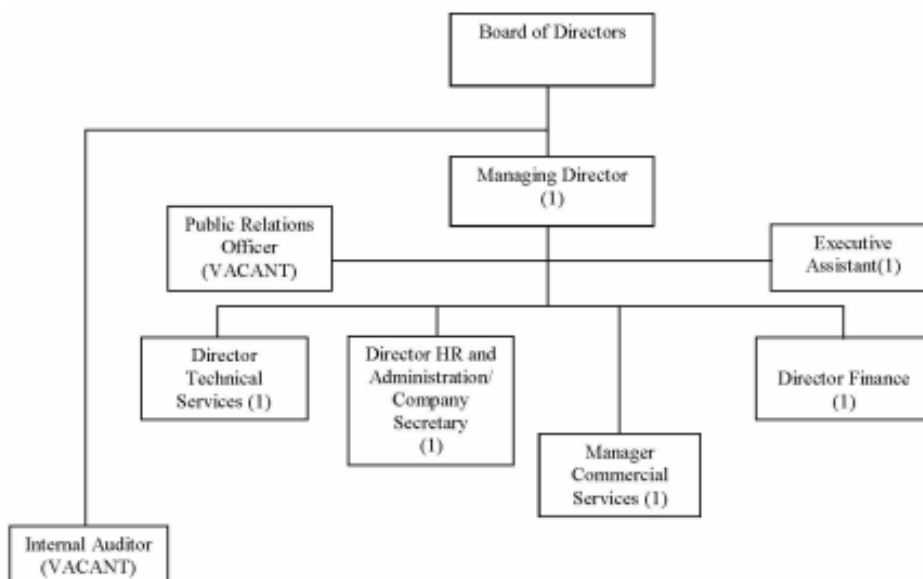 Board of Directors
Managing Director
(1)
Public Relations
Officer
(VACANT)
Executive
Assistant(1)
Director
Technical
Services (1)
Director HR and
Administration/
Company
Secretary
(1)
Manager
Commercial
Services (1)
Director Finance
(1)
Internal Auditor
(VACANT)